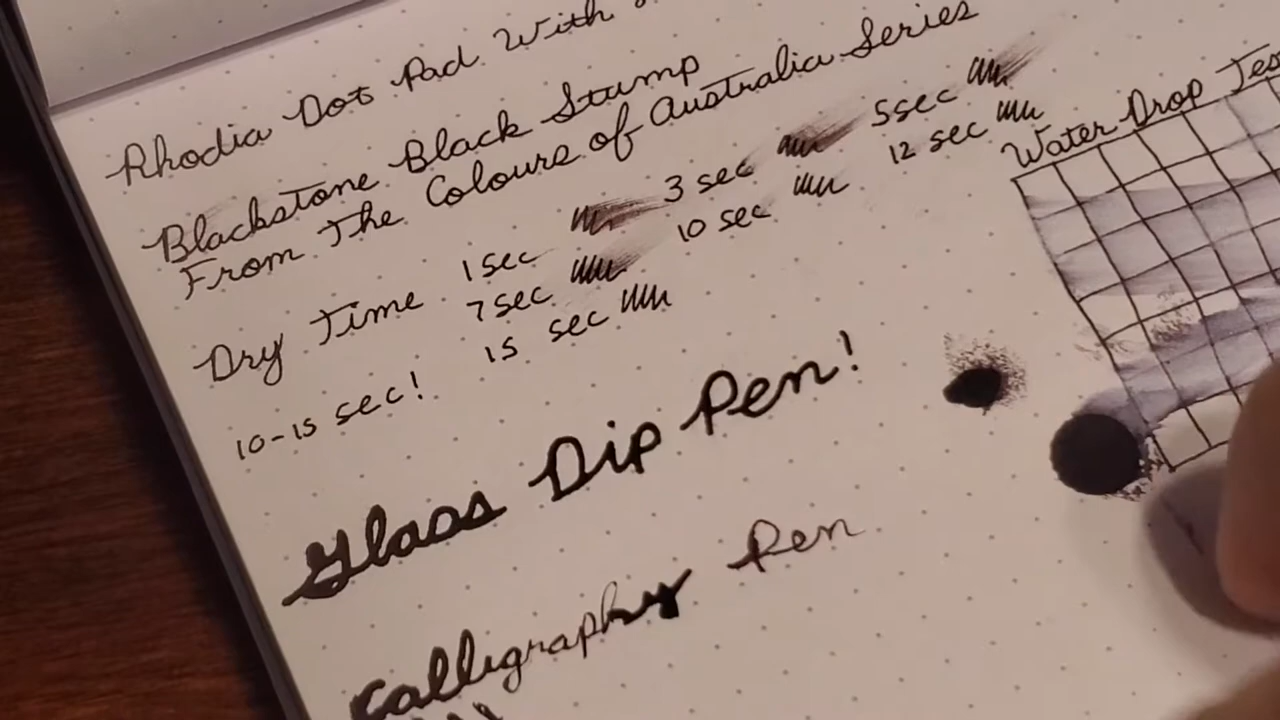 Rhodia Dot Pad With
Blackstone Black Stump
From The Colours of Australia Series
Dry Time 1 sec 3 sec 5 sec
7 sec 10 sec 12 sec
15 sec
10-15 sec!
Water Drop
Glass Dip Pen!
Calligraphy Pen